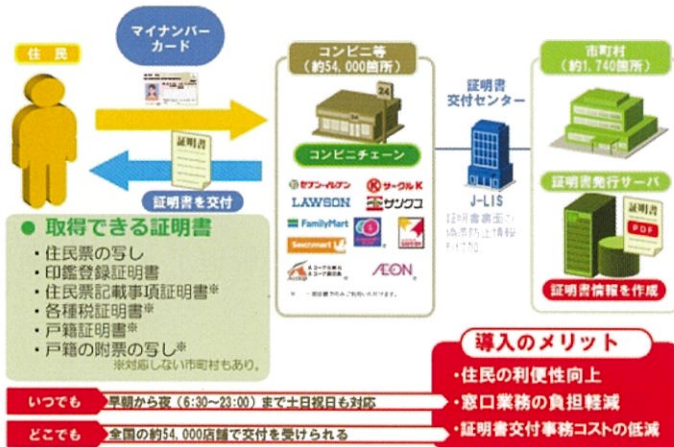 住 民
マイナンバー
カード
証明書
証明書を交付
コンビニ等
(約54,000箇所)
24
コンビニチェーン
セブン-イレブン
サークルK
LAWSON
サンクス
FamilyMart
Seicomart
AEON
証明書
交付センター
J-LIS
市町村
(約1,740箇所)
証明書発行サーバ
証明書
PDF
証明書情報を作成
● 取得できる証明書
・住民票の写し
・印鑑登録証明書
・住民票記載事項証明書※
・各種税証明書※
・戸籍証明書※
・戸籍の附票の写し※
※対応しない市町村もあり。
導入のメリット
・住民の利便性向上
・窓口業務の負担軽減
・証明書交付事務コストの低減
いつでも
早朝から夜(6:30~23:00)まで土日祝日も対応
どこでも
全国の約54,000店舗で交付を受けられる